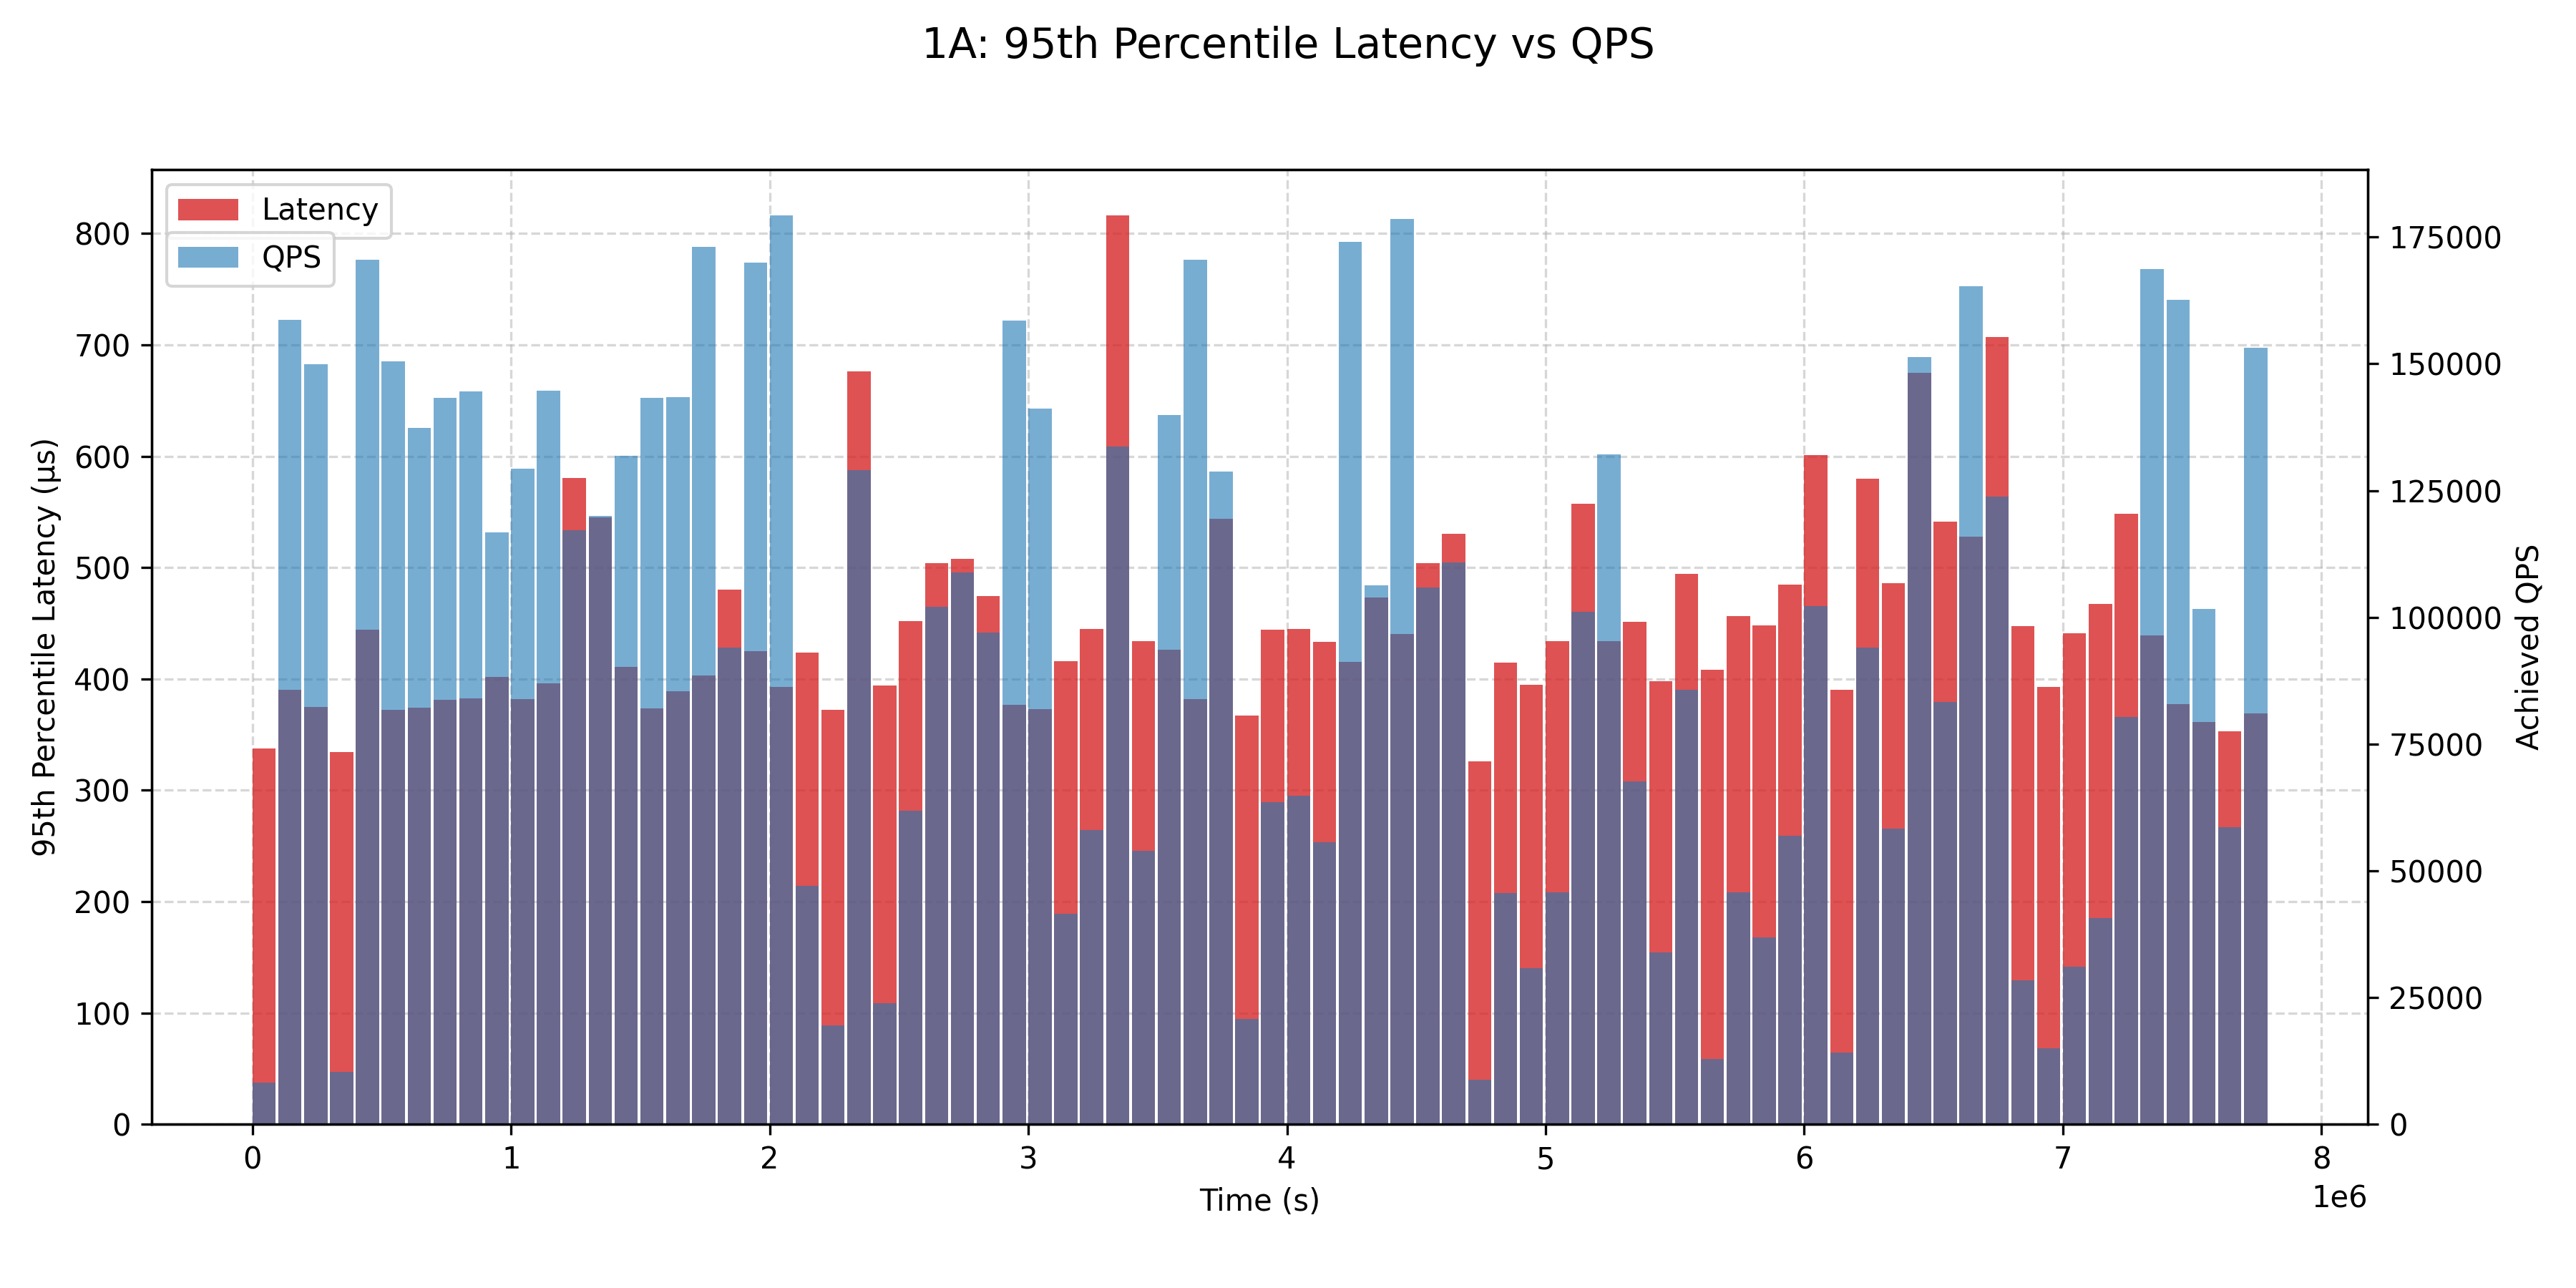 1A: 95th Percentile Latency vs QPS
Latency
QPS
800
700
600
500
400
300
200
100
0
95th Percentile Latency (µs)
175000
150000
125000
100000
75000
50000
25000
0
Achieved QPS
0 1 2 3 4 5 6 7 8
1e6
Time (s)